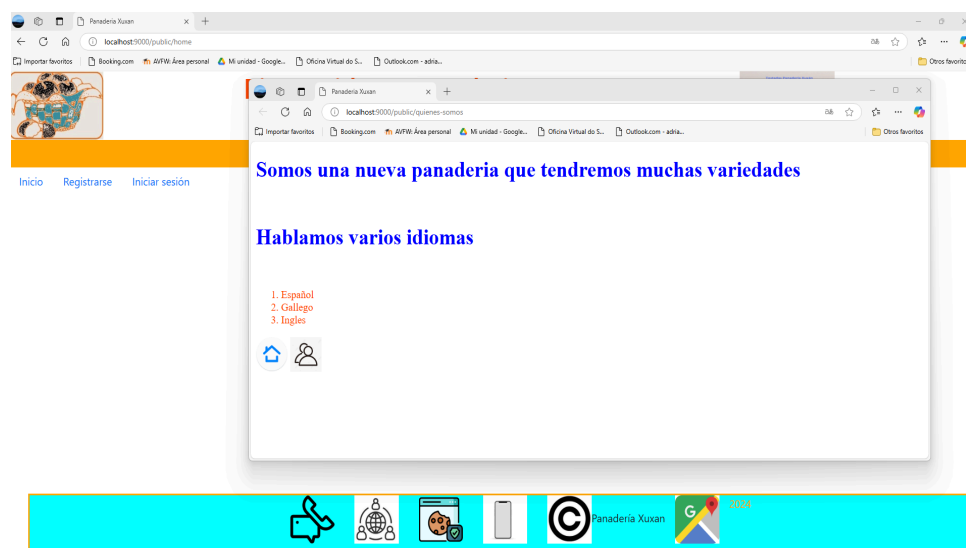 Panadería Xuxan
localhost:9000/public/home
Importar favoritos Booking.com AVFW: Área personal Mi unidad - Google... Oficina Virtual do S... Outlook.com - adria...
Otros favorito
Inicio Registrarse Iniciar sesión
Panadería Xuxan
localhost:9000/public/quienes-somos
Importar favoritos Booking.com AVFW: Área personal Mi unidad - Google... Oficina Virtual do S... Outlook.com - adria...
Otros favoritos
Somos una nueva panaderia que tendremos muchas variedades
Hablamos varios idiomas
1. Español
2. Gallego
3. Ingles
Panadería Xuxan
G
2024